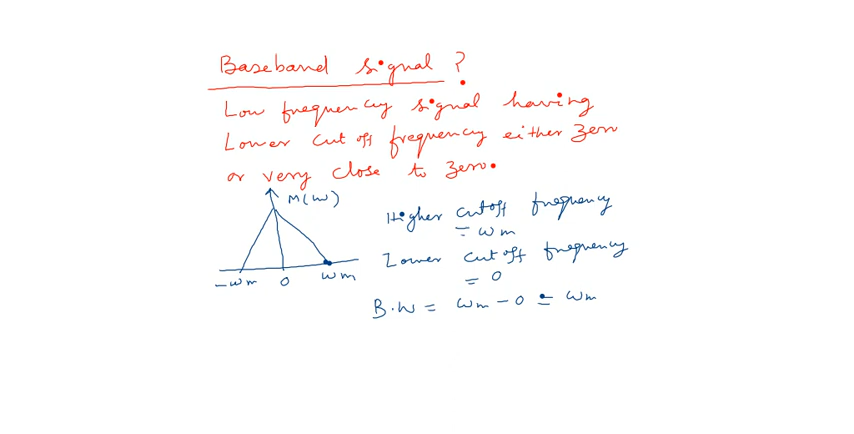 Baseband signal ?
Low frequency signal having
Lower cut off frequency either zero
or very close to zero.
M(ω)
Higher cutoff frequency
= ωm
Lower cut off frequency
= 0
-ωm 0 ωm
B.W = ωm - 0 = ωm